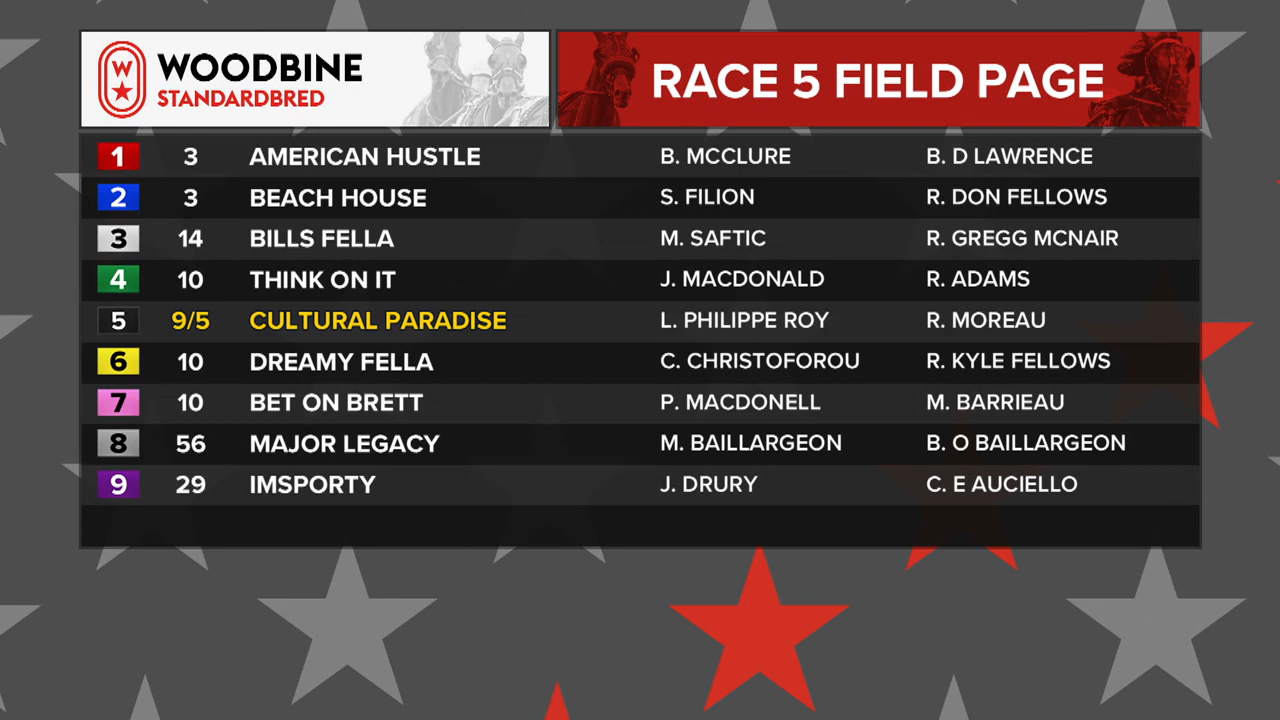 W
WOODBINE
STANDARDBRED
RACE 5 FIELD PAGE
1 3 AMERICAN HUSTLE B. MCCLURE B. D LAWRENCE
2 3 BEACH HOUSE S. FILION R. DON FELLOWS
3 14 BILLS FELLA M. SAFTIC R. GREGG MCNAIR
4 10 THINK ON IT J. MACDONALD R. ADAMS
5 9/5 CULTURAL PARADISE L. PHILIPPE ROY R. MOREAU
6 10 DREAMY FELLA C. CHRISTOFOROU R. KYLE FELLOWS
7 10 BET ON BRETT P. MACDONELL M. BARRIEAU
8 56 MAJOR LEGACY M. BAILLARGEON B. O BAILLARGEON
9 29 IMSPORTY J. DRURY C. E AUCIELLO